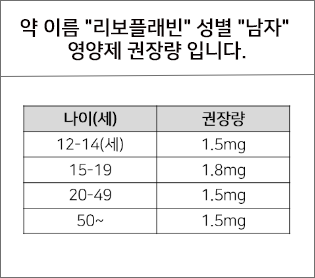 약 이름 "리보플래빈" 성별 "남자"
영양제 권장량 입니다.
나이(세) 권장량
12-14(세) 1.5mg
15-19 1.8mg
20-49 1.5mg
50~ 1.5mg